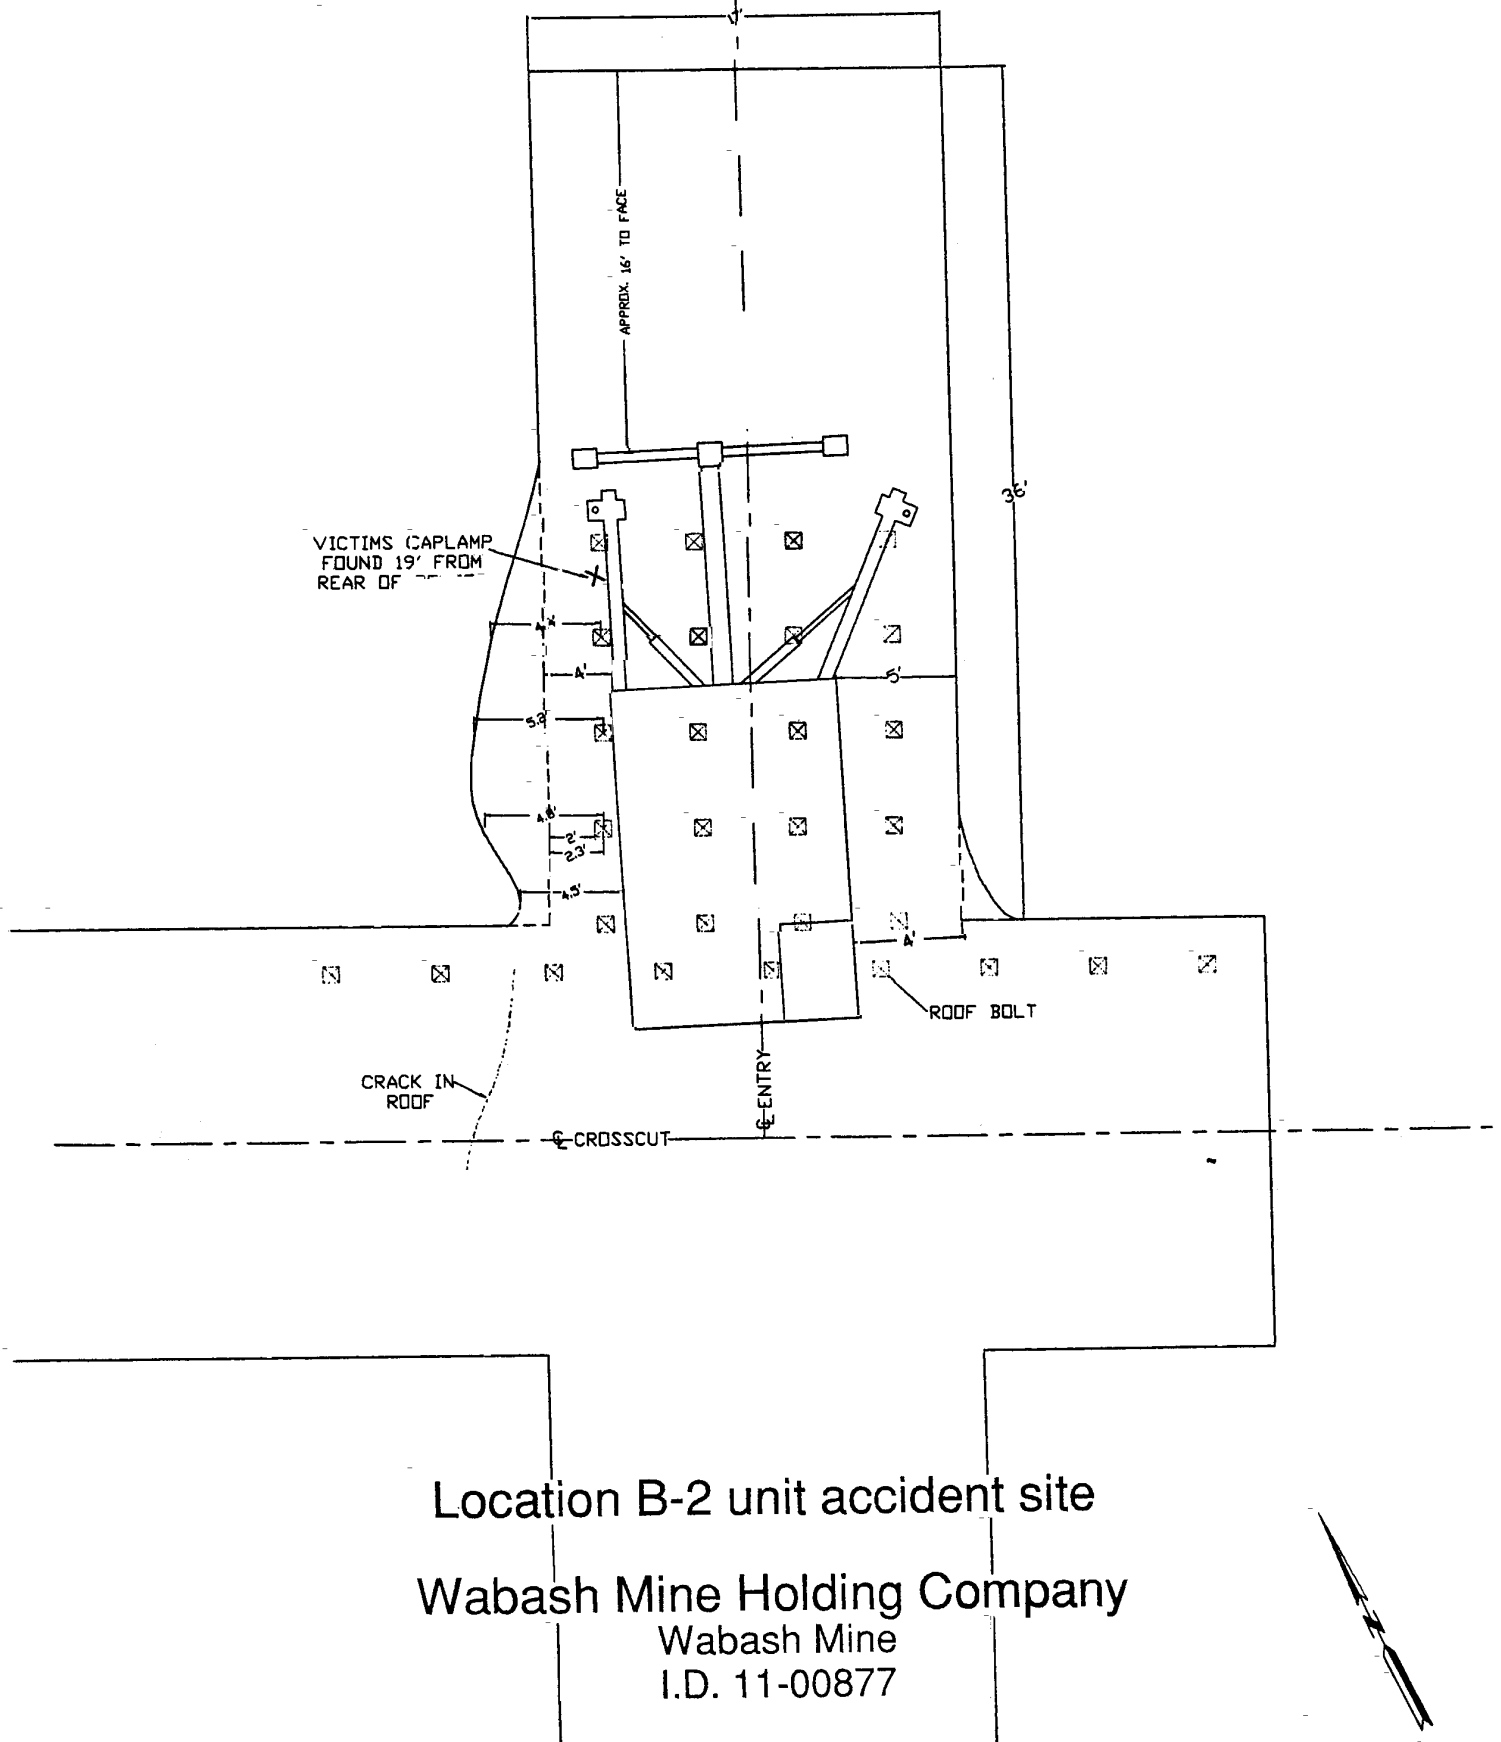 17'
APPROX. 16' TO FACE
36'
VICTIMS CAPLAMP
FOUND 19' FROM
REAR OF
4'
5.2'
5'
4.8'
2'
2.3'
4.5'
4'
ROOF BOLT
CRACK IN
ROOF
℄ ENTRY
℄ CROSSCUT
Location B-2 unit accident site
Wabash Mine Holding Company
Wabash Mine
I.D. 11-00877
N